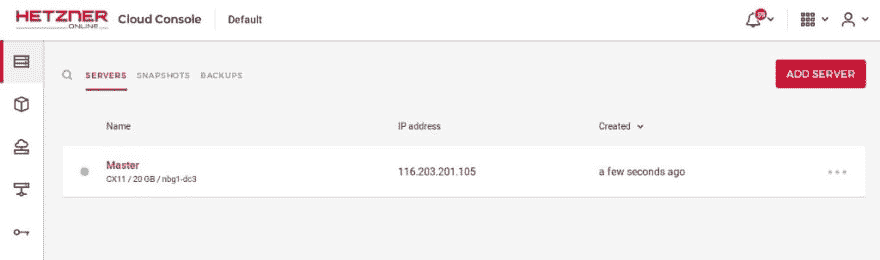 HETZNER
ONLINE
Cloud Console
Default
SERVERS SNAPSHOTS BACKUPS
ADD SERVER
Name IP address Created
Master 116.203.201.105 a few seconds ago
CX11 / 20 GB / nbg1-dc3